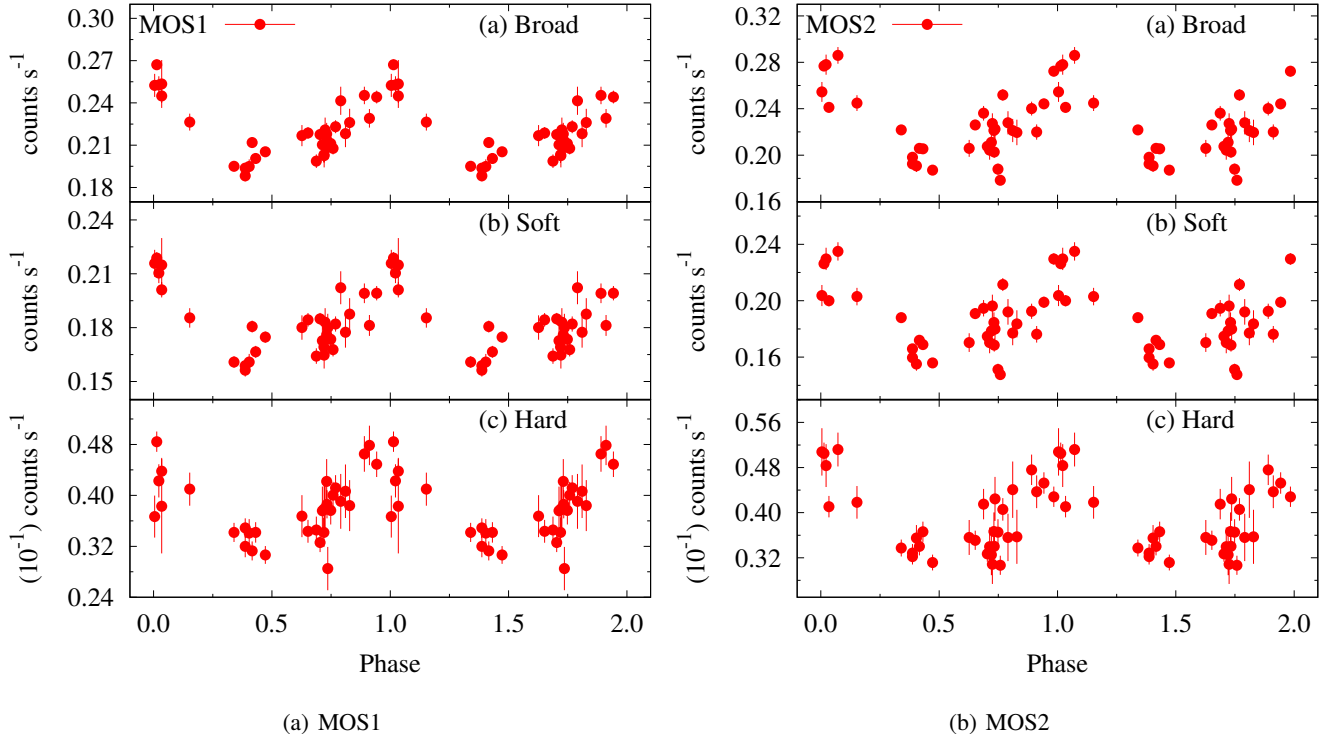 MOS1
(a) Broad
counts s⁻¹
0.30
0.27
0.24
0.21
0.18
(b) Soft
counts s⁻¹
0.24
0.21
0.18
0.15
(c) Hard
(10⁻¹) counts s⁻¹
0.48
0.40
0.32
0.24
0.0 0.5 1.0 1.5 2.0
Phase
(a) MOS1
MOS2
(a) Broad
counts s⁻¹
0.32
0.28
0.24
0.20
0.16
(b) Soft
counts s⁻¹
0.24
0.20
0.16
(c) Hard
(10⁻¹) counts s⁻¹
0.56
0.48
0.40
0.32
0.0 0.5 1.0 1.5 2.0
Phase
(b) MOS2